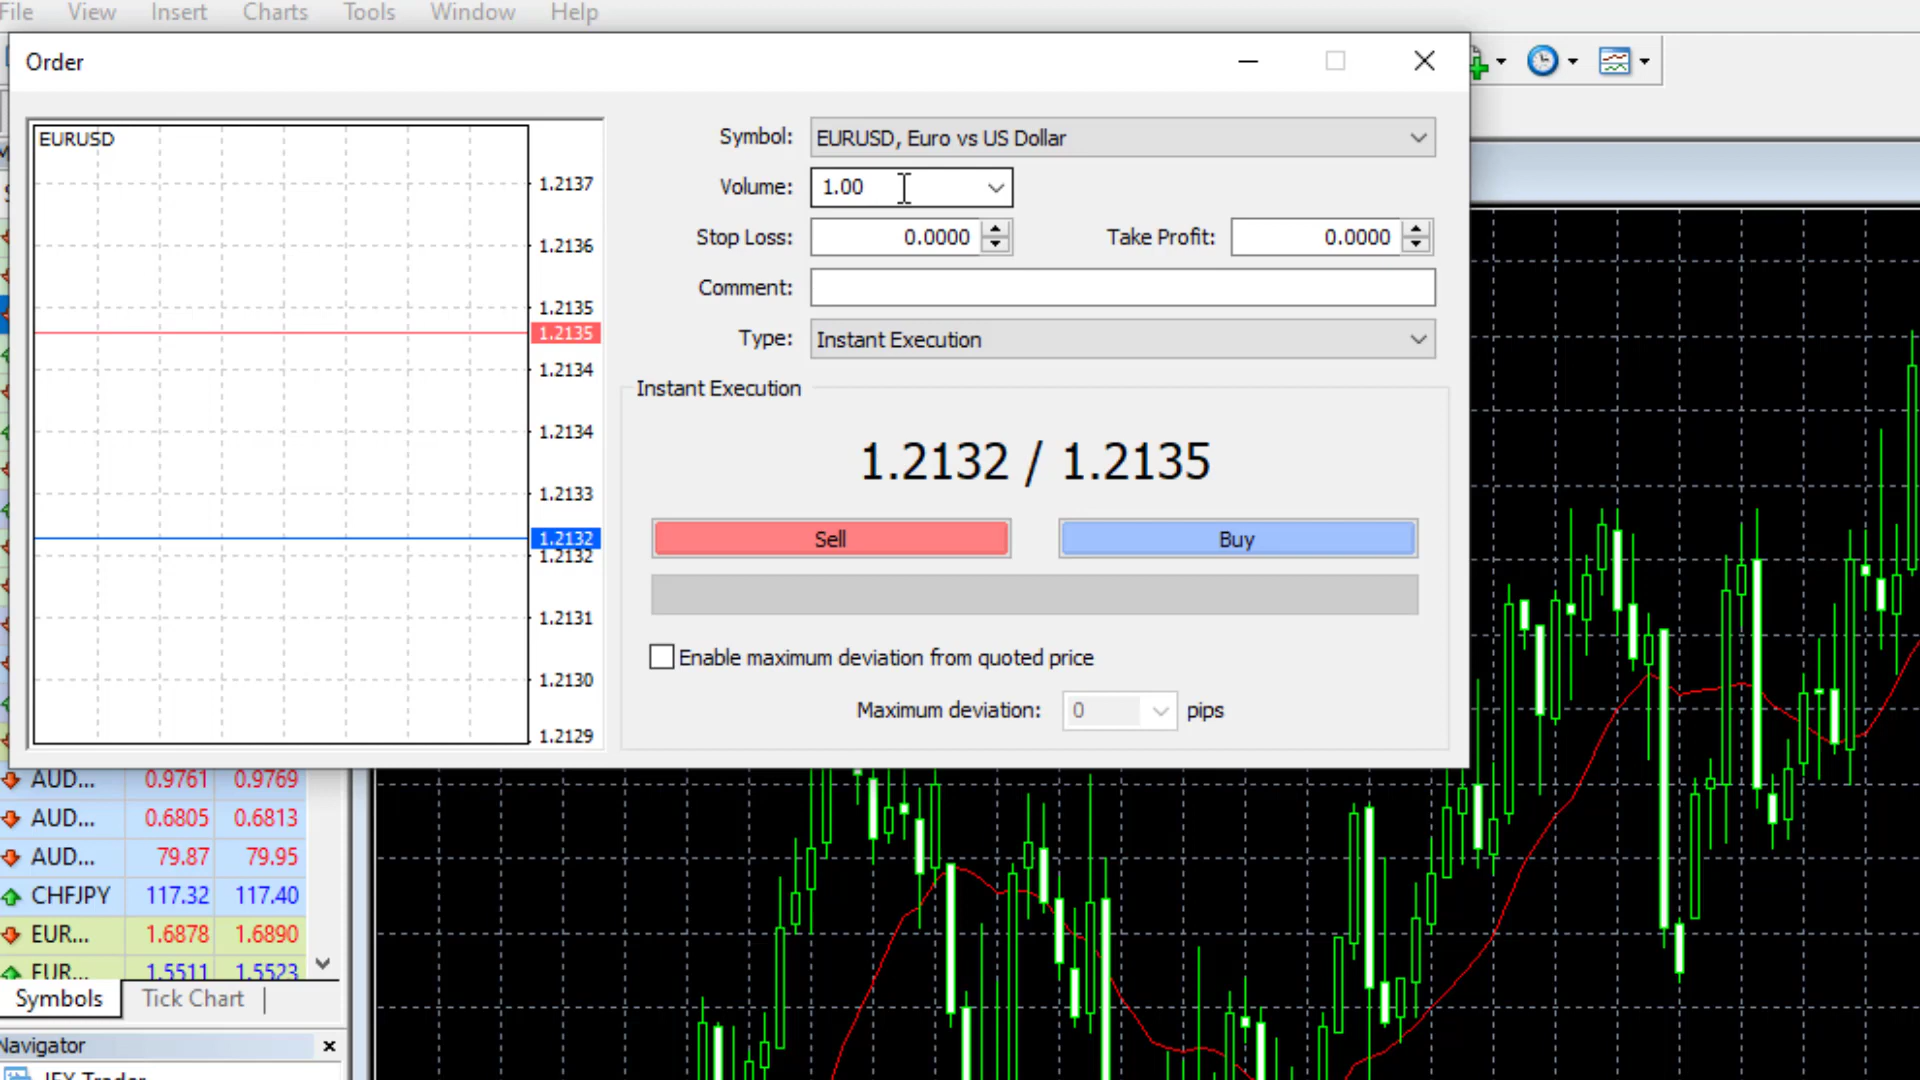 File View Insert Charts Tools Window Help
Order
EURUSD
1.2137
1.2136
1.2135
1.2135
1.2134
1.2134
1.2133
1.2132
1.2132
1.2131
1.2130
1.2129
Symbol: EURUSD, Euro vs US Dollar
Volume: 1.00
Stop Loss: 0.0000 Take Profit: 0.0000
Comment:
Type: Instant Execution
Instant Execution
1.2132 / 1.2135
Sell Buy
Enable maximum deviation from quoted price
Maximum deviation: 0 pips
AUD... 0.9761 0.9769
AUD... 0.6805 0.6813
AUD... 79.87 79.95
CHFJPY 117.32 117.40
EUR... 1.6878 1.6890
EUR... 1.5511 1.5523
Symbols Tick Chart
Navigator
Trader